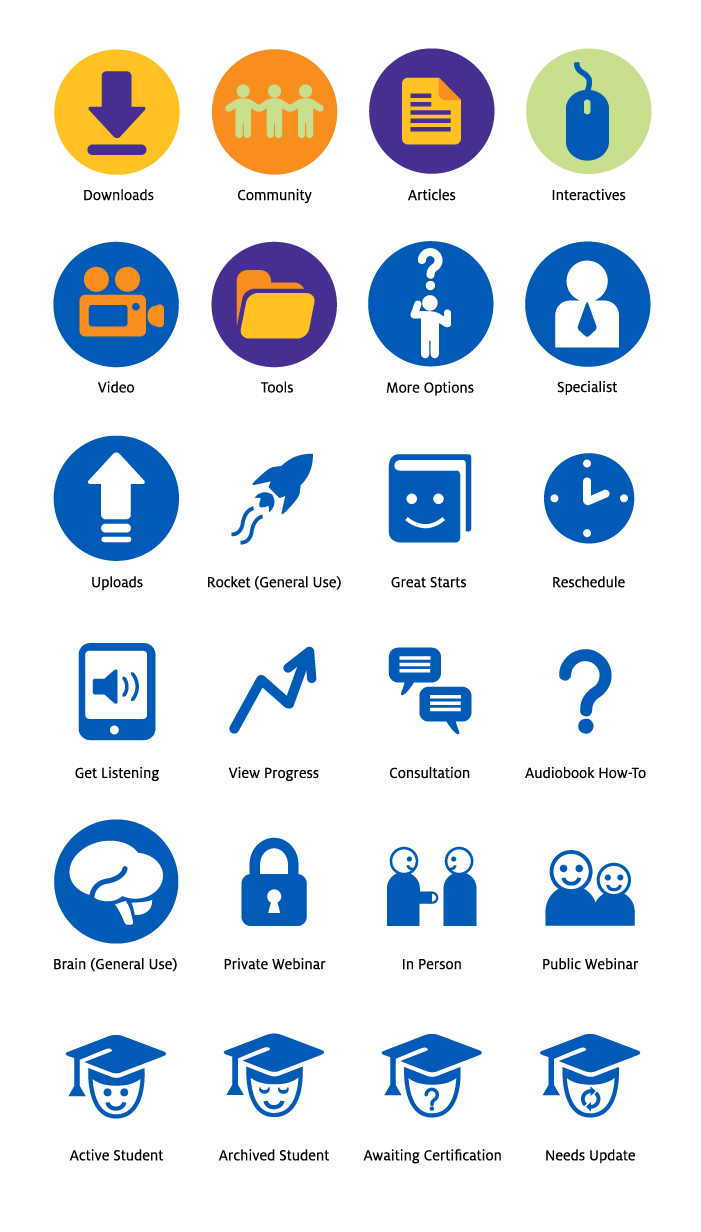 Downloads
Community
Articles
Interactives
Video
Tools
More Options
Specialist
Uploads
Rocket (General Use)
Great Starts
Reschedule
Get Listening
View Progress
Consultation
Audiobook How-To
Brain (General Use)
Private Webinar
In Person
Public Webinar
Active Student
Archived Student
Awaiting Certification
Needs Update